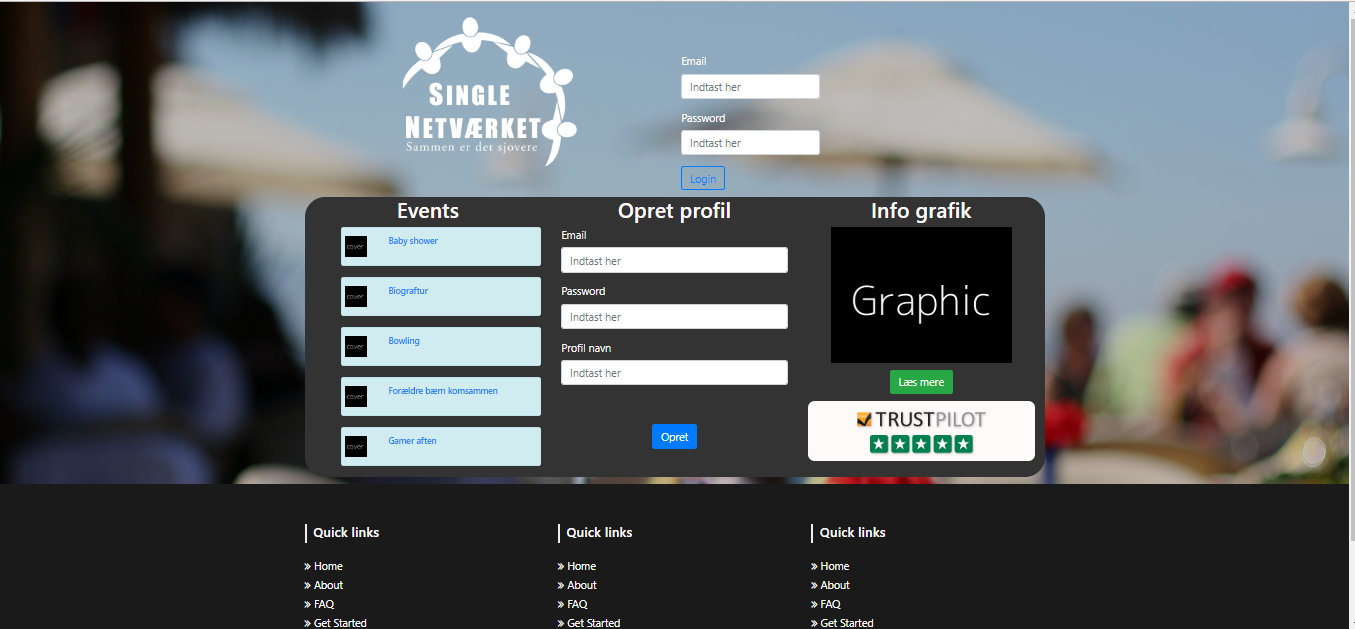 SINGLE
NETVÆRKET
Sammen er det sjovere
Email
Indtast her
Password
Indtast her
Login
Events
cover
Baby shower
cover
Biograftur
cover
Bowling
cover
Forældre børn komsammen
cover
Gamer aften
Opret profil
Email
Indtast her
Password
Indtast her
Profil navn
Indtast her
Opret
Info grafik
Graphic
Læs mere
TRUSTPILOT
Quick links
» Home
» About
» FAQ
» Get Started
Quick links
» Home
» About
» FAQ
» Get Started
Quick links
» Home
» About
» FAQ
» Get Started